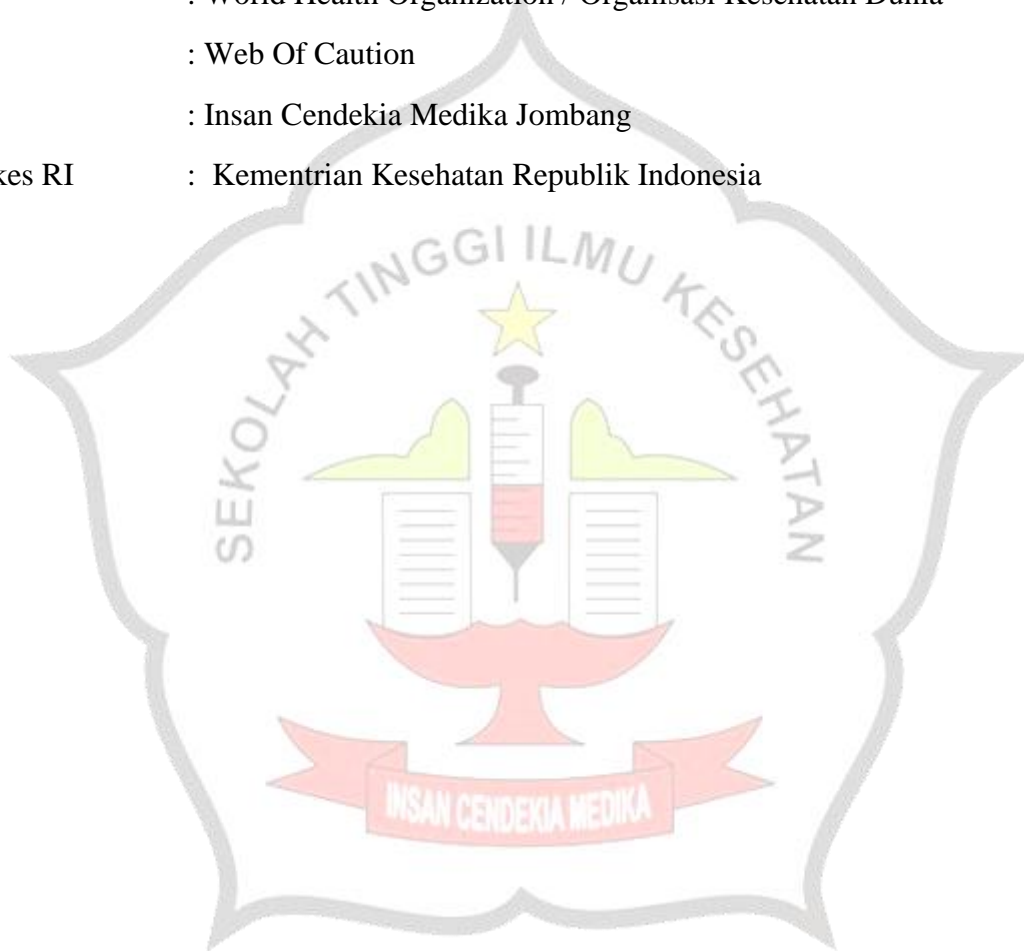 : World Health Organization / Organisasi Kesehatan Dunia
: Web Of Caution
: Insan Cendekia Medika Jombang
kes RI : Kementrian Kesehatan Republik Indonesia
SEKOLAH TINGGI ILMU KESEHATAN
INSAN CENDEKIA MEDIKA